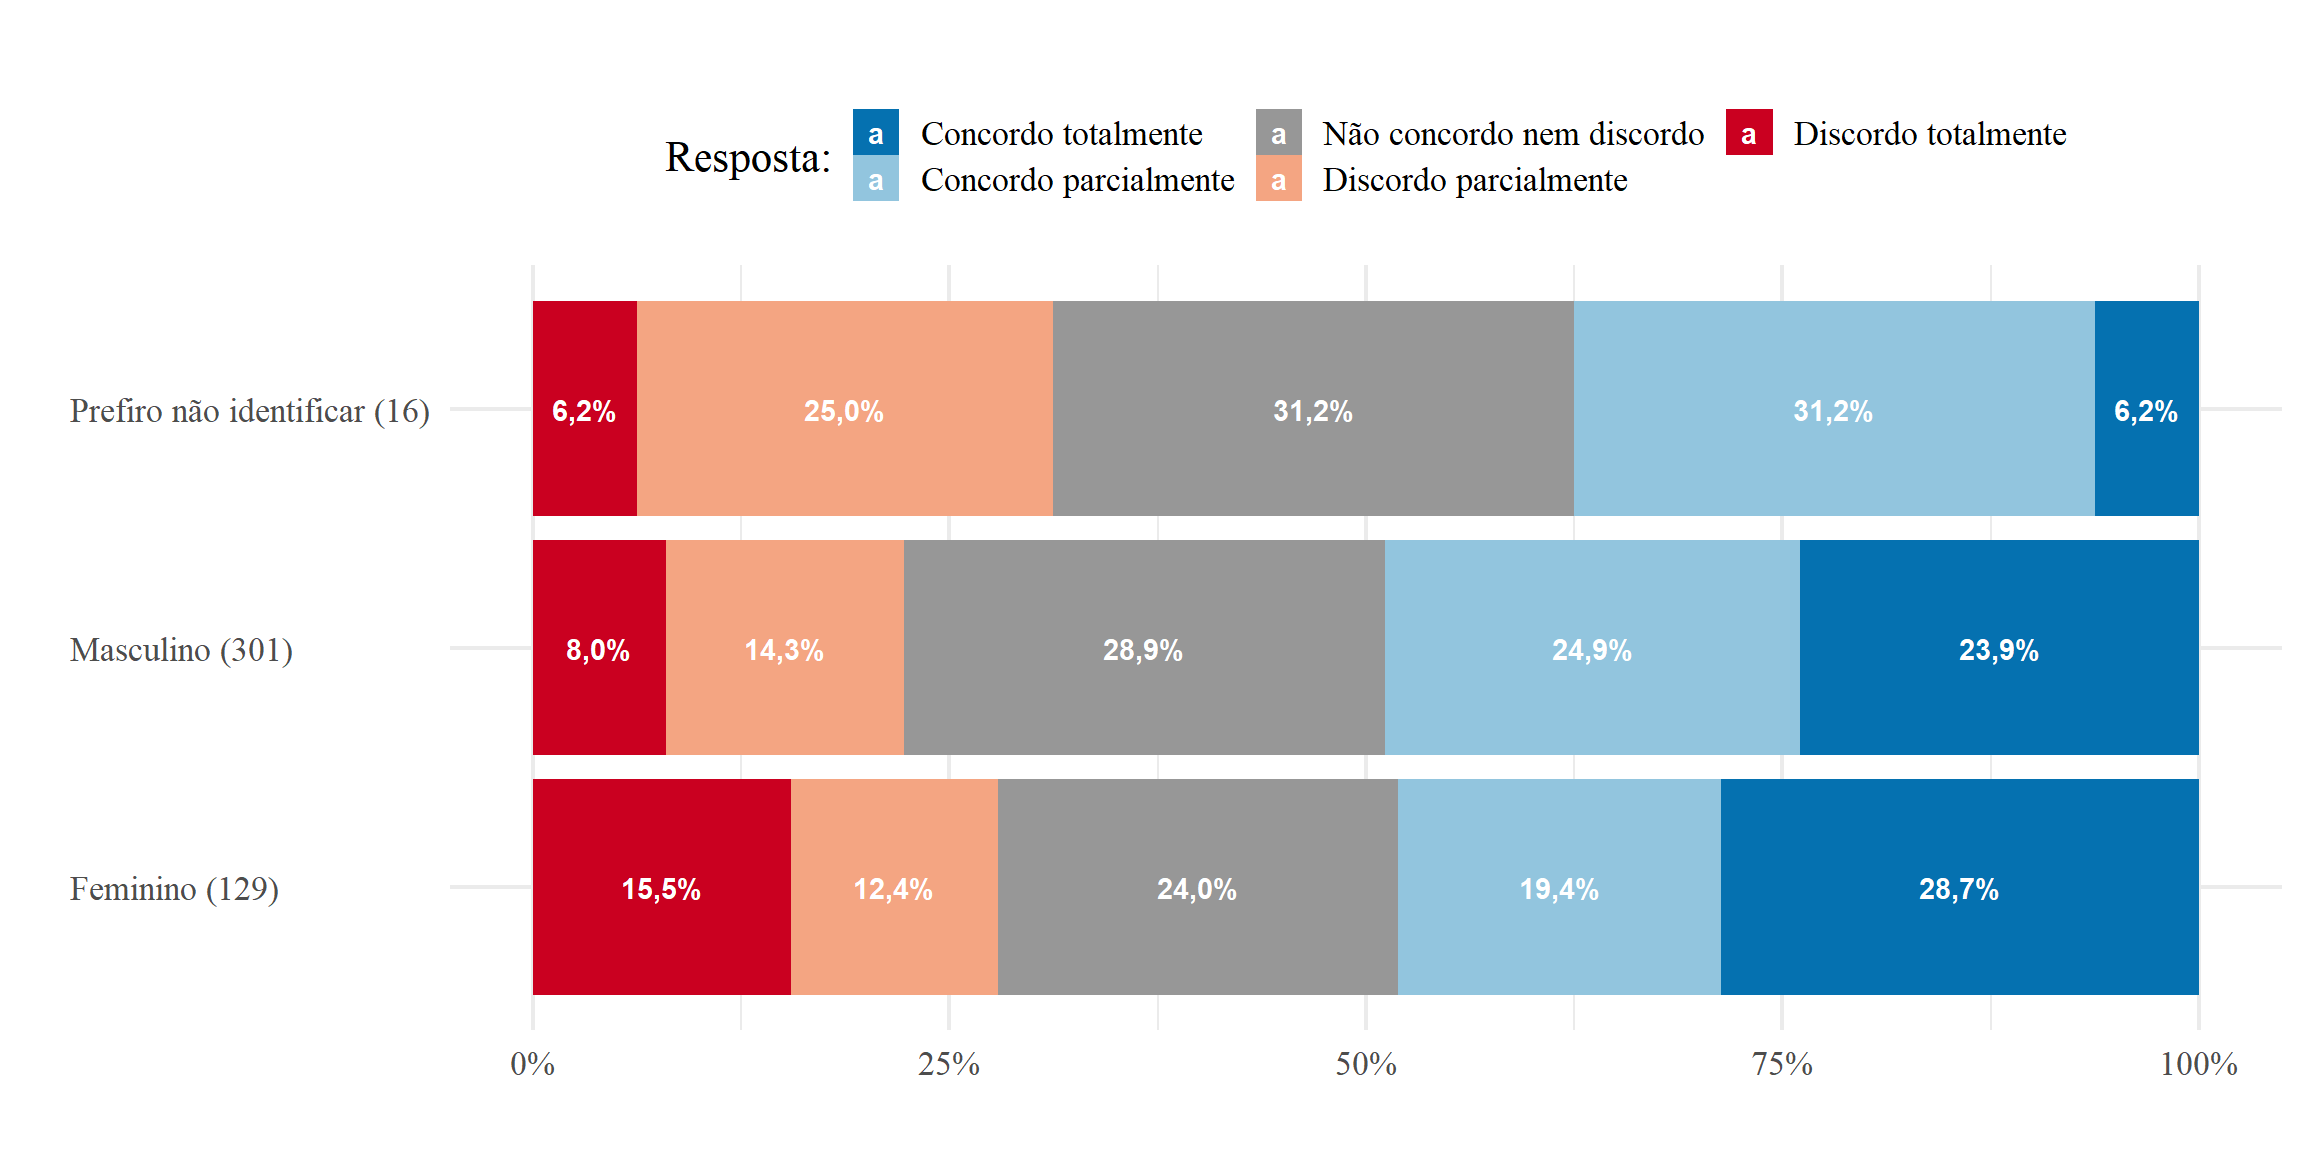 Resposta:
a Concordo totalmente
a Concordo parcialmente
a Não concordo nem discordo
a Discordo parcialmente
a Discordo totalmente
Prefiro não identificar (16)
6,2% 25,0% 31,2% 31,2% 6,2%
Masculino (301)
8,0% 14,3% 28,9% 24,9% 23,9%
Feminino (129)
15,5% 12,4% 24,0% 19,4% 28,7%
0% 25% 50% 75% 100%